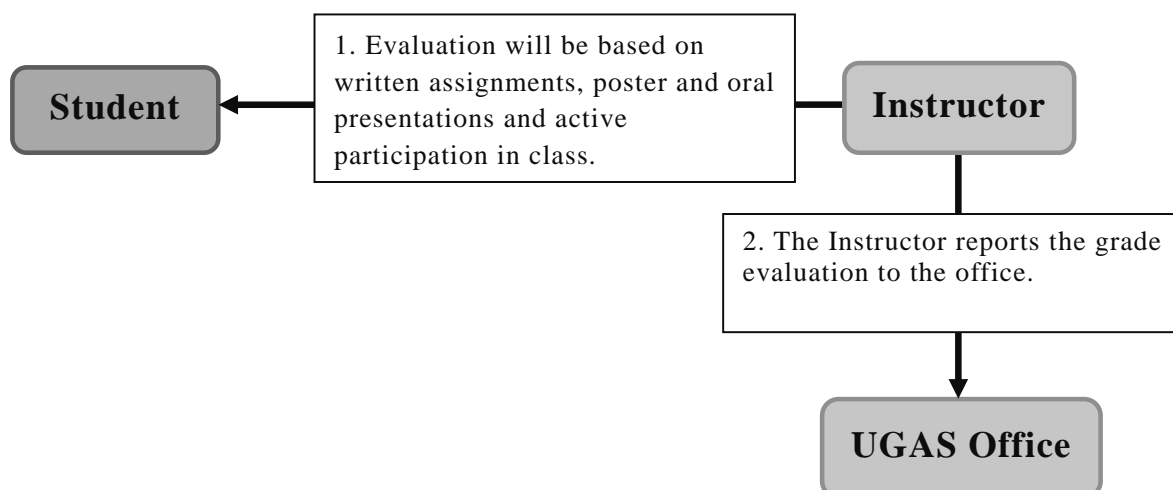 1. Evaluation will be based on
written assignments, poster and oral
presentations and active
participation in class.
Student
Instructor
2. The Instructor reports the grade
evaluation to the office.
UGAS Office